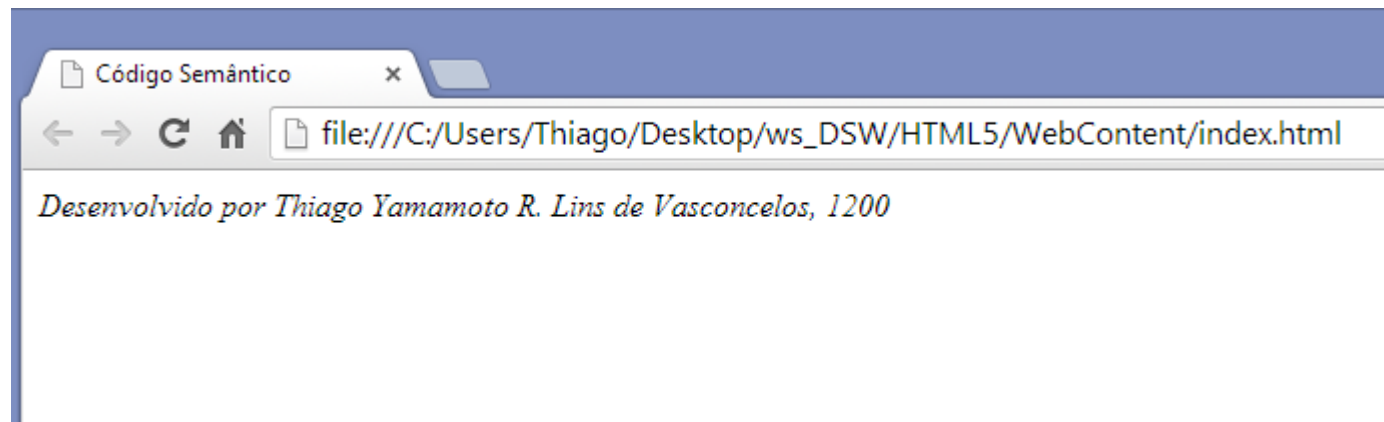 Código Semântico
file:///C:/Users/Thiago/Desktop/ws_DSW/HTML5/WebContent/index.html
Desenvolvido por Thiago Yamamoto R. Lins de Vasconcelos, 1200